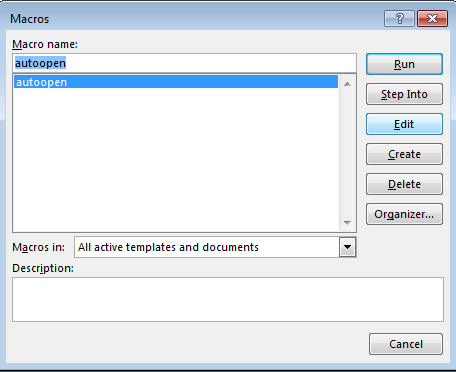 Macros
Macro name:
autoopen
autoopen
Run
Step Into
Edit
Create
Delete
Organizer...
Macros in: All active templates and documents
Description:
Cancel